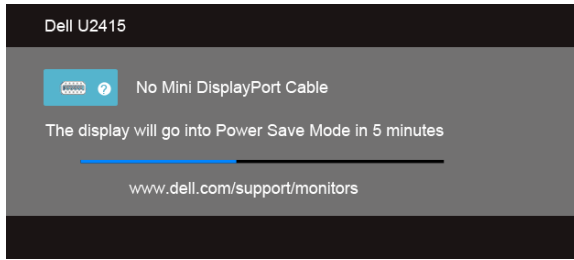 Dell U2415
No Mini DisplayPort Cable
The display will go into Power Save Mode in 5 minutes
www.dell.com/support/monitors